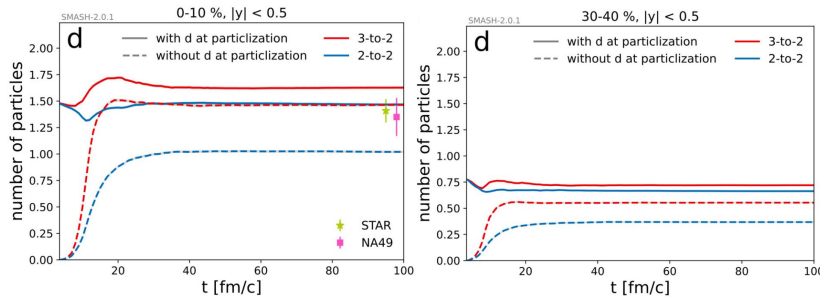 SMASH-2.0.1
0-10 %, |y| < 0.5
d
with d at particlization
without d at particlization
3-to-2
2-to-2
STAR
NA49
number of particles
2.00
1.75
1.50
1.25
1.00
0.75
0.50
0.25
0.00
20 40 60 80 100
t [fm/c]
SMASH-2.0.1
30-40 %, |y| < 0.5
d
with d at particlization
without d at particlization
3-to-2
2-to-2
number of particles
2.00
1.75
1.50
1.25
1.00
0.75
0.50
0.25
0.00
20 40 60 80 100
t [fm/c]